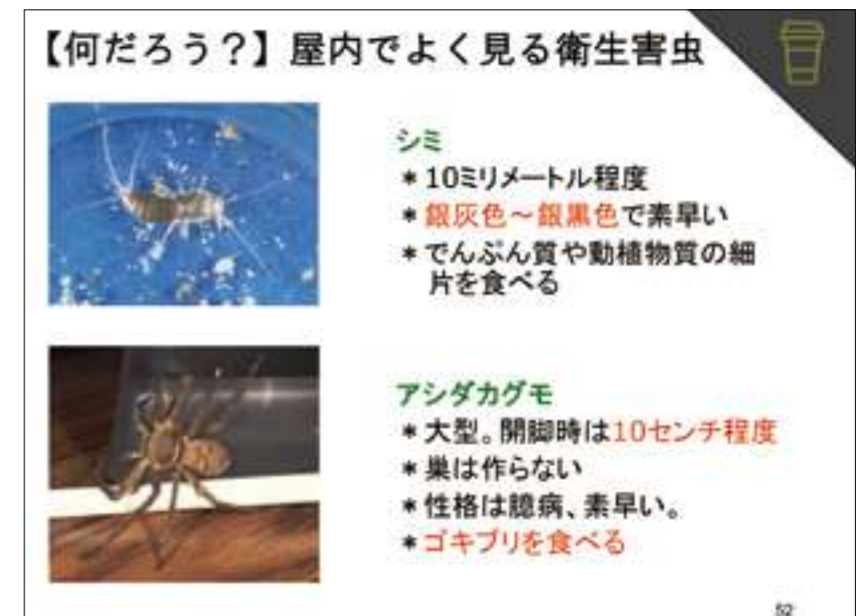 【何だろう？】屋内でよく見る衛生害虫
シミ
＊10ミリメートル程度
＊銀灰色～銀黒色で素早い
＊でんぷん質や動植物質の細
片を食べる
アシダカグモ
＊大型。開脚時は10センチ程度
＊巣は作らない
＊性格は臆病、素早い。
＊ゴキブリを食べる
52